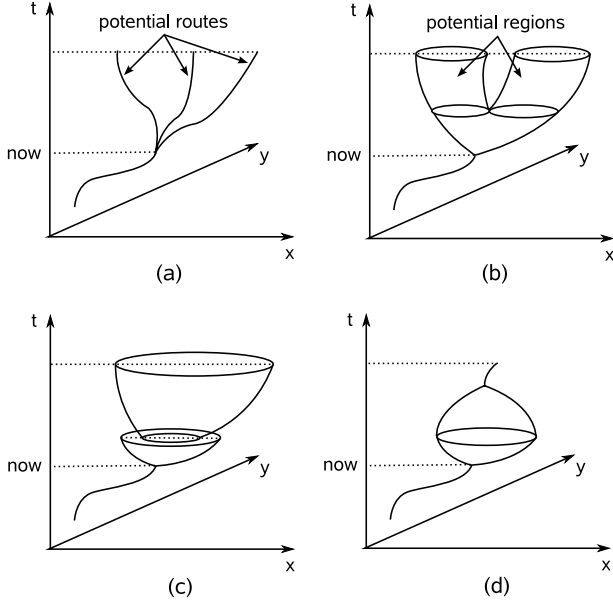 t
potential routes
now
y
x
(a)
t
potential regions
now
y
x
(b)
t
now
y
x
(c)
t
now
y
x
(d)